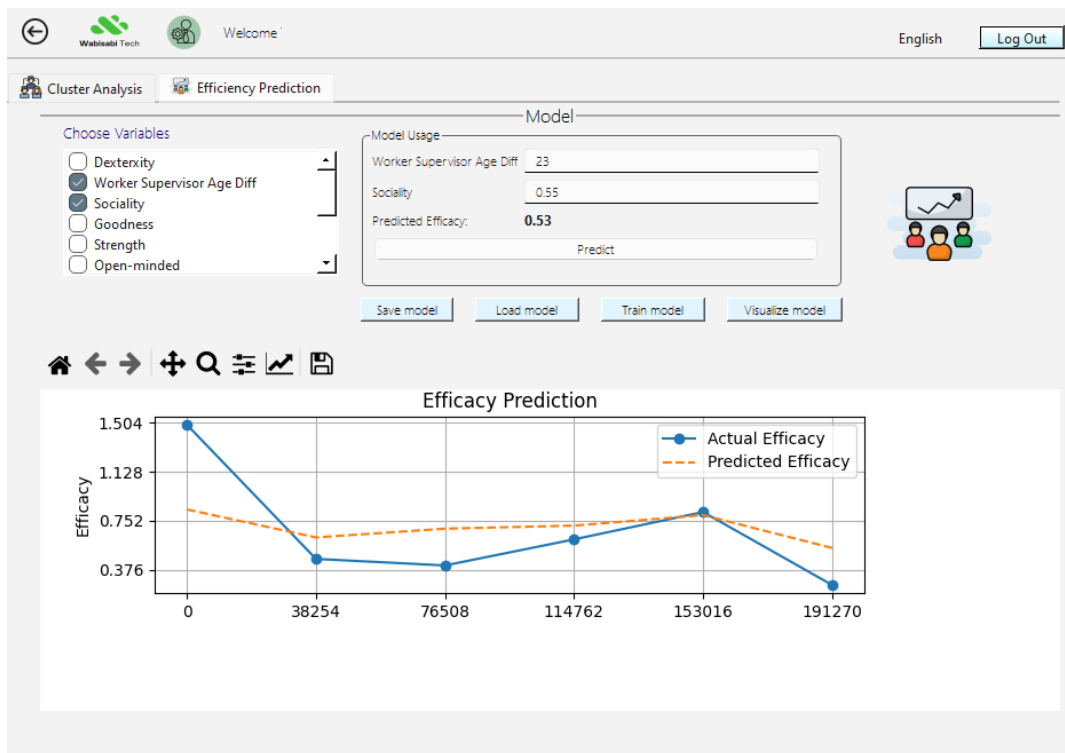 Wabisabi Tech
Welcome
English
Log Out
Cluster Analysis
Efficiency Prediction
Model
Choose Variables
Dexterxity
Worker Supervisor Age Diff
Sociality
Goodness
Strength
Open-minded
Model Usage
Worker Supervisor Age Diff 23
Sociality 0.55
Predicted Efficacy: 0.53
Predict
Save model
Load model
Train model
Visualize model
Efficacy Prediction
Efficacy
1.504
1.128
0.752
0.376
Actual Efficacy
Predicted Efficacy
0 38254 76508 114762 153016 191270